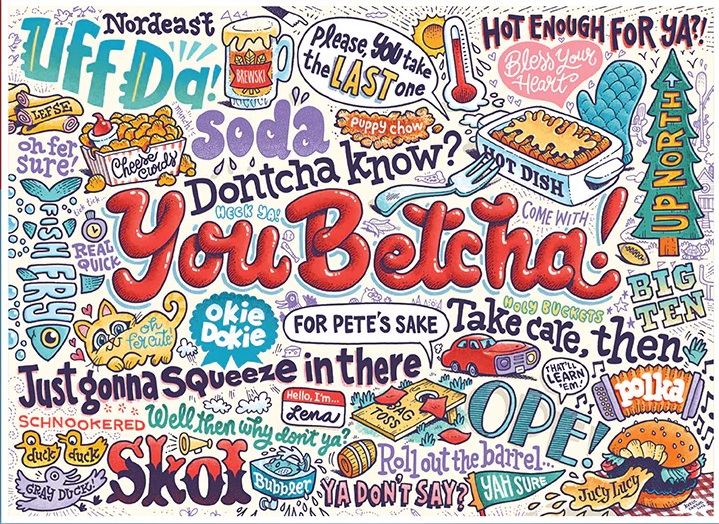 Nordeast
Uff Da!
BREWSKI
Please, YOU take
the LAST one
HOT ENOUGH FOR YA?!
Bless Your
Heart
LEFSE
oh fer
sure!
Cheese
curds
soda
puppy chow
Dontcha know?
HOT DISH
UP NORTH
HECK YA!
COME WITH
You Betcha!
FISH FRY
REAL
QUICK
BIG
TEN
HOLY BUCKETS
oh
fer cute!
Okie
Dokie
FOR PETE'S SAKE
Take care, then
Just gonna squeeze in there
THAT'LL
LEARN
'EM!
polka
SCHNOOKERED
Hello, I'm...
Lena
BAG
TOSS
OPE!
Well then why don't ya?
duck duck
GRAY DUCK!
Skol
Bubbler
Roll out the barrel...
YA DON'T SAY?
YAH SURE
Jucy Lucy